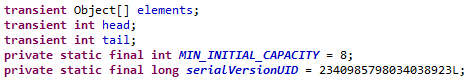 transient Object[] elements;
transient int head;
transient int tail;
private static final int MIN_INITIAL_CAPACITY = 8;
private static final long serialVersionUID = 2340985798034038923L;